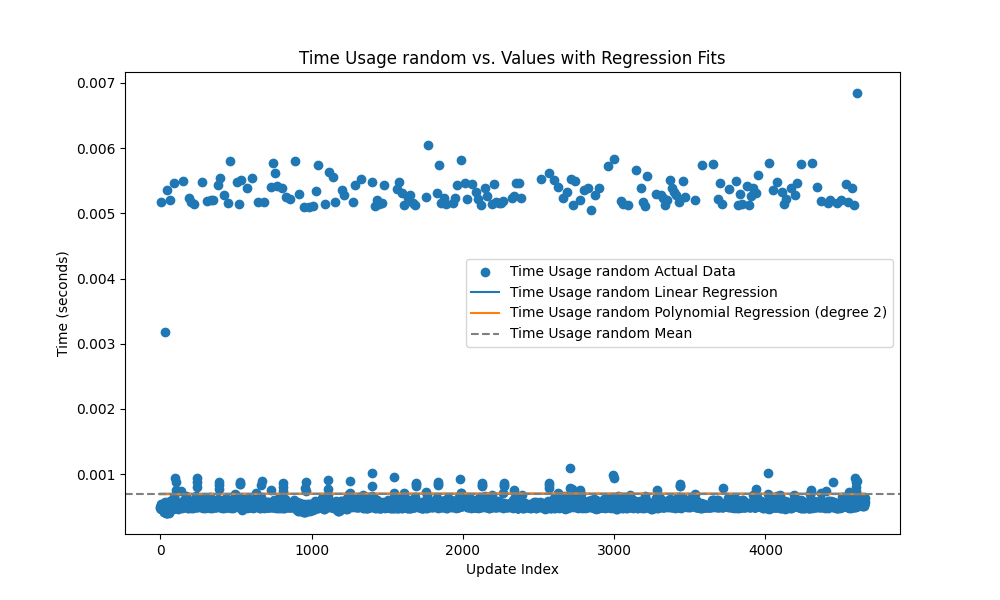 Time Usage random vs. Values with Regression Fits
0.007
0.006
0.005
0.004
0.003
0.002
0.001
Time (seconds)
Time Usage random Actual Data
Time Usage random Linear Regression
Time Usage random Polynomial Regression (degree 2)
Time Usage random Mean
0 1000 2000 3000 4000
Update Index